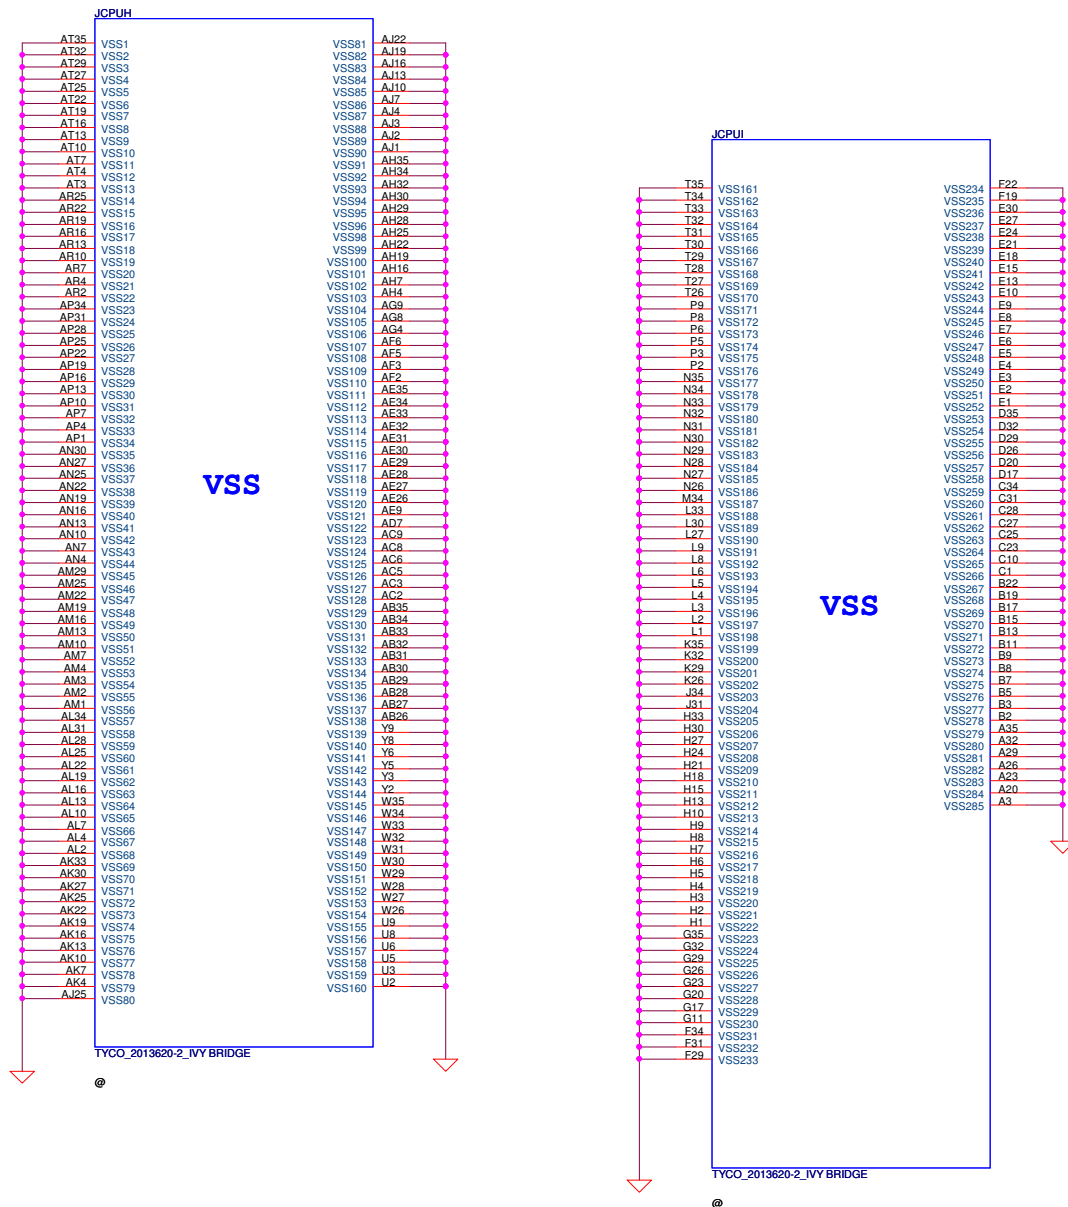 JCPUH
AT35 VSS1 VSS81 AJ22
AT32 VSS2 VSS82 AJ19
AT29 VSS3 VSS83 AJ16
AT27 VSS4 VSS84 AJ13
AT25 VSS5 VSS85 AJ10
AT22 VSS6 VSS86 AJ7
AT19 VSS7 VSS87 AJ4
AT16 VSS8 VSS88 AJ3
AT13 VSS9 VSS89 AJ2
AT10 VSS10 VSS90 AJ1
AT7 VSS11 VSS91 AH35
AT4 VSS12 VSS92 AH34
AT3 VSS13 VSS93 AH32
AR25 VSS14 VSS94 AH30
AR22 VSS15 VSS95 AH29
AR19 VSS16 VSS96 AH28
AR16 VSS17 VSS98 AH25
AR13 VSS18 VSS99 AH22
AR10 VSS19 VSS100 AH19
AR7 VSS20 VSS101 AH16
AR4 VSS21 VSS102 AH7
AR2 VSS22 VSS103 AH4
AP34 VSS23 VSS104 AG9
AP31 VSS24 VSS105 AG8
AP28 VSS25 VSS106 AG4
AP25 VSS26 VSS107 AF6
AP22 VSS27 VSS108 AF5
AP19 VSS28 VSS109 AF3
AP16 VSS29 VSS110 AF2
AP13 VSS30 VSS111 AE35
AP10 VSS31 VSS112 AE34
AP7 VSS32 VSS113 AE33
AP4 VSS33 VSS114 AE32
AP1 VSS34 VSS115 AE31
AN30 VSS35 VSS116 AE30
AN27 VSS36 VSS117 AE29
AN25 VSS37 VSS118 AE28
AN22 VSS38 VSS119 AE27
AN19 VSS39 VSS120 AE26
AN16 VSS40 VSS121 AE9
AN13 VSS41 VSS122 AD7
AN10 VSS42 VSS123 AC9
AN7 VSS43 VSS124 AC8
AN4 VSS44 VSS125 AC6
AM29 VSS45 VSS126 AC5
AM25 VSS46 VSS127 AC3
AM22 VSS47 VSS128 AC2
AM19 VSS48 VSS129 AB35
AM16 VSS49 VSS130 AB34
AM13 VSS50 VSS131 AB33
AM10 VSS51 VSS132 AB32
AM7 VSS52 VSS133 AB31
AM4 VSS53 VSS134 AB30
AM3 VSS54 VSS135 AB29
AM2 VSS55 VSS136 AB28
AM1 VSS56 VSS137 AB27
AL34 VSS57 VSS138 AB26
AL31 VSS58 VSS139 Y9
AL28 VSS59 VSS140 Y8
AL25 VSS60 VSS141 Y6
AL22 VSS61 VSS142 Y5
AL19 VSS62 VSS143 Y3
AL16 VSS63 VSS144 Y2
AL13 VSS64 VSS145 W35
AL10 VSS65 VSS146 W34
AL7 VSS66 VSS147 W33
AL4 VSS67 VSS148 W32
AL2 VSS68 VSS149 W31
AK33 VSS69 VSS150 W30
AK30 VSS70 VSS151 W29
AK27 VSS71 VSS152 W28
AK25 VSS72 VSS153 W27
AK22 VSS73 VSS154 W26
AK19 VSS74 VSS155 U9
AK16 VSS75 VSS156 U8
AK13 VSS76 VSS157 U6
AK10 VSS77 VSS158 U5
AK7 VSS78 VSS159 U3
AK4 VSS79 VSS160 U2
AJ25 VSS80
VSS
TYCO_2013620-2_IVY BRIDGE
@
JCPUI
T35 VSS161 VSS234 F22
T34 VSS162 VSS235 F19
T33 VSS163 VSS236 E30
T32 VSS164 VSS237 E27
T31 VSS165 VSS238 E24
T30 VSS166 VSS239 E21
T29 VSS167 VSS240 E18
T28 VSS168 VSS241 E15
T27 VSS169 VSS242 E13
T26 VSS170 VSS243 E10
P9 VSS171 VSS244 E9
P8 VSS172 VSS245 E8
P6 VSS173 VSS246 E7
P5 VSS174 VSS247 E6
P3 VSS175 VSS248 E5
P2 VSS176 VSS249 E4
N35 VSS177 VSS250 E3
N34 VSS178 VSS251 E2
N33 VSS179 VSS252 E1
N32 VSS180 VSS253 D35
N31 VSS181 VSS254 D32
N30 VSS182 VSS255 D29
N29 VSS183 VSS256 D26
N28 VSS184 VSS257 D20
N27 VSS185 VSS258 D17
N26 VSS186 VSS259 C34
M34 VSS187 VSS260 C31
L33 VSS188 VSS261 C28
L30 VSS189 VSS262 C27
L27 VSS190 VSS263 C25
L9 VSS191 VSS264 C23
L8 VSS192 VSS265 C10
L6 VSS193 VSS266 C1
L5 VSS194 VSS267 B22
L4 VSS195 VSS268 B19
L3 VSS196 VSS269 B17
L2 VSS197 VSS270 B15
L1 VSS198 VSS271 B13
K35 VSS199 VSS272 B11
K32 VSS200 VSS273 B9
K29 VSS201 VSS274 B8
K26 VSS202 VSS275 B7
J34 VSS203 VSS276 B5
J31 VSS204 VSS277 B3
H33 VSS205 VSS278 B2
H30 VSS206 VSS279 A35
H27 VSS207 VSS280 A32
H24 VSS208 VSS281 A29
H21 VSS209 VSS282 A26
H18 VSS210 VSS283 A23
H15 VSS211 VSS284 A20
H13 VSS212 VSS285 A3
H10 VSS213
H9 VSS214
H8 VSS215
H7 VSS216
H6 VSS217
H5 VSS218
H4 VSS219
H3 VSS220
H2 VSS221
H1 VSS222
G35 VSS223
G32 VSS224
G29 VSS225
G26 VSS226
G23 VSS227
G20 VSS228
G17 VSS229
G11 VSS230
F34 VSS231
F31 VSS232
F29 VSS233
VSS
TYCO_2013620-2_IVY BRIDGE
@